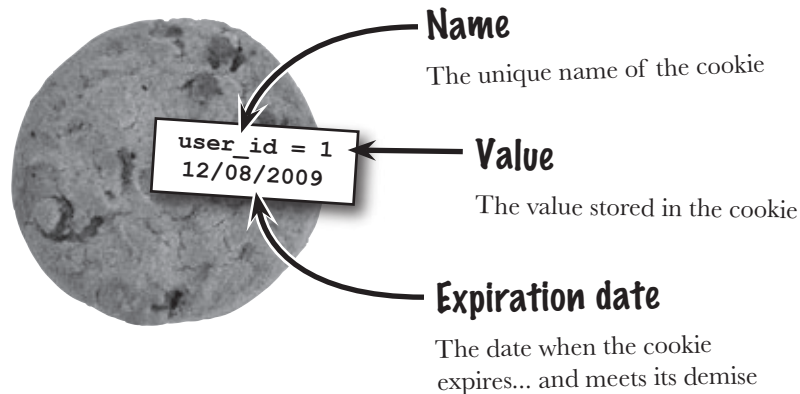 Name
The unique name of the cookie
user_id = 1
12/08/2009
Value
The value stored in the cookie
Expiration date
The date when the cookie
expires... and meets its demise